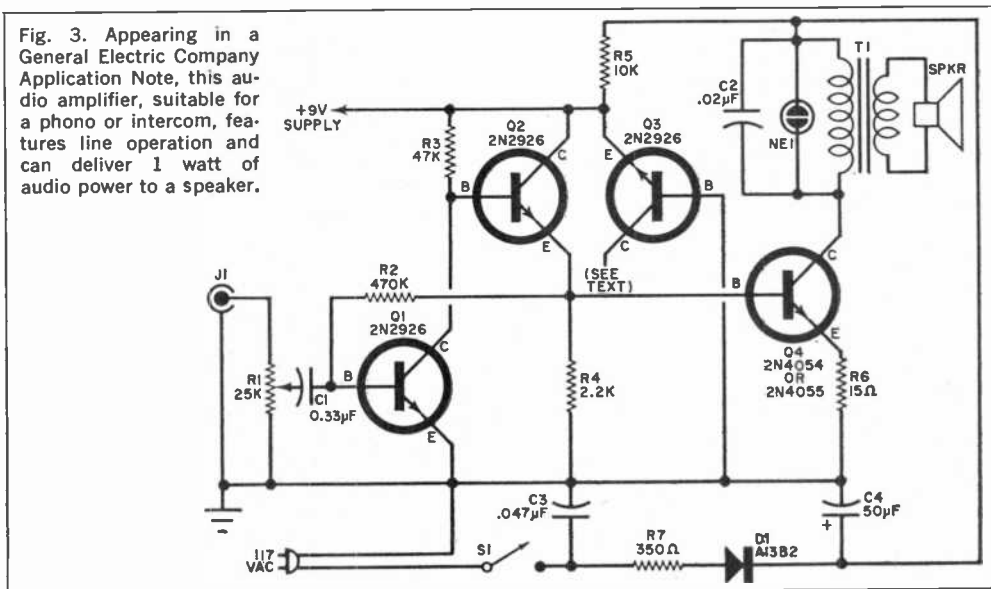 Fig. 3. Appearing in a
General Electric Company
Application Note, this au-
dio amplifier, suitable for
a phono or intercom, fea-
tures line operation and
can deliver 1 watt of
audio power to a speaker.
+9V
SUPPLY
R3
47K
Q2
2N2926
B
C
E
R5
10K
Q3
2N2926
E
B
C
(SEE
TEXT)
C2
.02µF
NE1
T1
SPKR
J1
R1
25K
C1
0.33µF
R2
470K
Q1
2N2926
B
C
E
R4
2.2K
B
C
E
Q4
2N4054
OR
2N4055
R6
15Ω
117
VAC
S1
C3
.047µF
R7
350Ω
D1
A13B2
C4
50µF
+